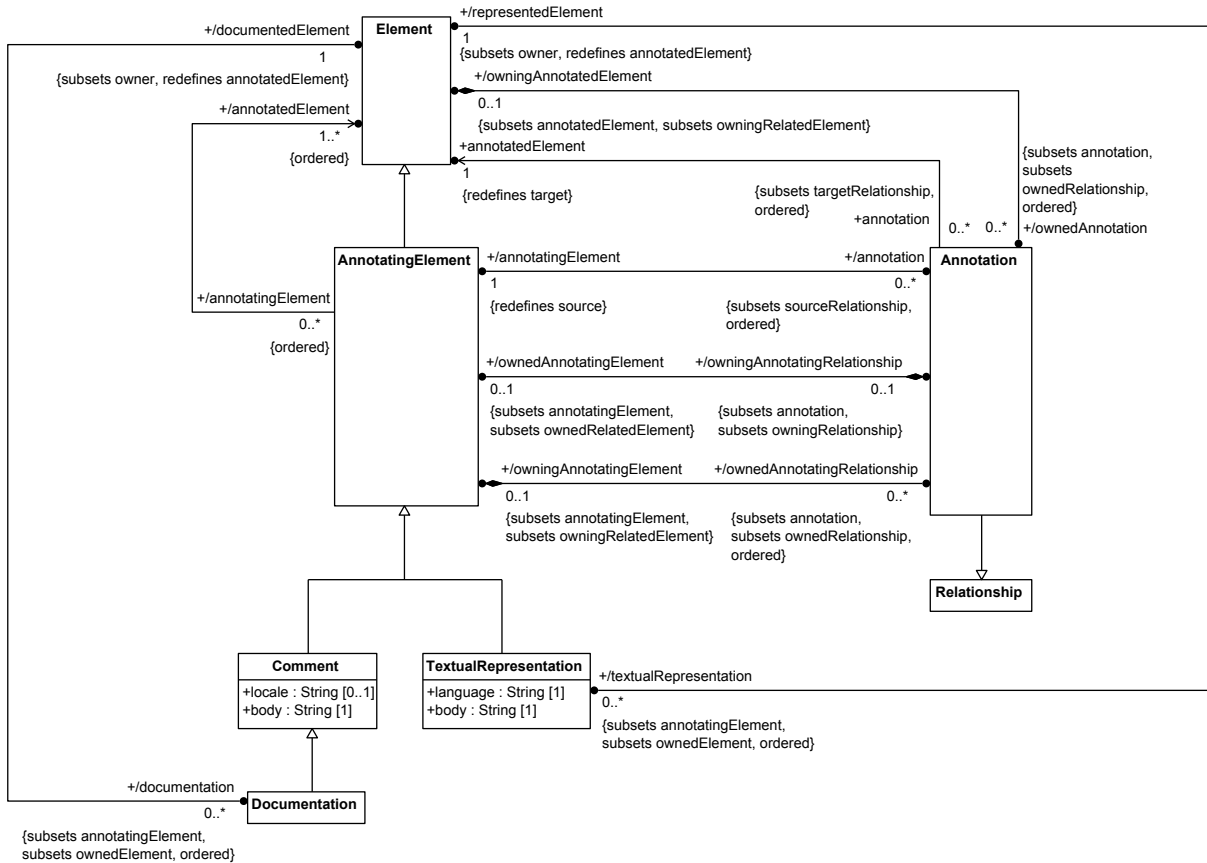 +/representedElement
Element
+/documentedElement
1
1
{subsets owner, redefines annotatedElement}
{subsets owner, redefines annotatedElement}
+/owningAnnotatedElement
0..1
{subsets annotatedElement, subsets owningRelatedElement}
+/annotatedElement
1..*
{ordered}
+annotatedElement
1
{redefines target}
{subsets annotation,
subsets
ownedRelationship,
ordered}
+/ownedAnnotation
0..*
{subsets targetRelationship,
ordered}
+annotation
0..*
AnnotatingElement
Annotation
+/annotatingElement
1
{redefines source}
+/annotation
0..*
{subsets sourceRelationship,
ordered}
+/annotatingElement
0..*
{ordered}
+/ownedAnnotatingElement
0..1
{subsets annotatingElement,
subsets ownedRelatedElement}
+/owningAnnotatingRelationship
0..1
{subsets annotation,
subsets owningRelationship}
+/owningAnnotatingElement
0..1
{subsets annotatingElement,
subsets owningRelatedElement}
+/ownedAnnotatingRelationship
0..*
{subsets annotation,
subsets ownedRelationship,
ordered}
Relationship
Comment
+locale : String [0..1]
+body : String [1]
TextualRepresentation
+language : String [1]
+body : String [1]
+/textualRepresentation
0..*
{subsets annotatingElement,
subsets ownedElement, ordered}
+/documentation
0..*
{subsets annotatingElement,
subsets ownedElement, ordered}
Documentation